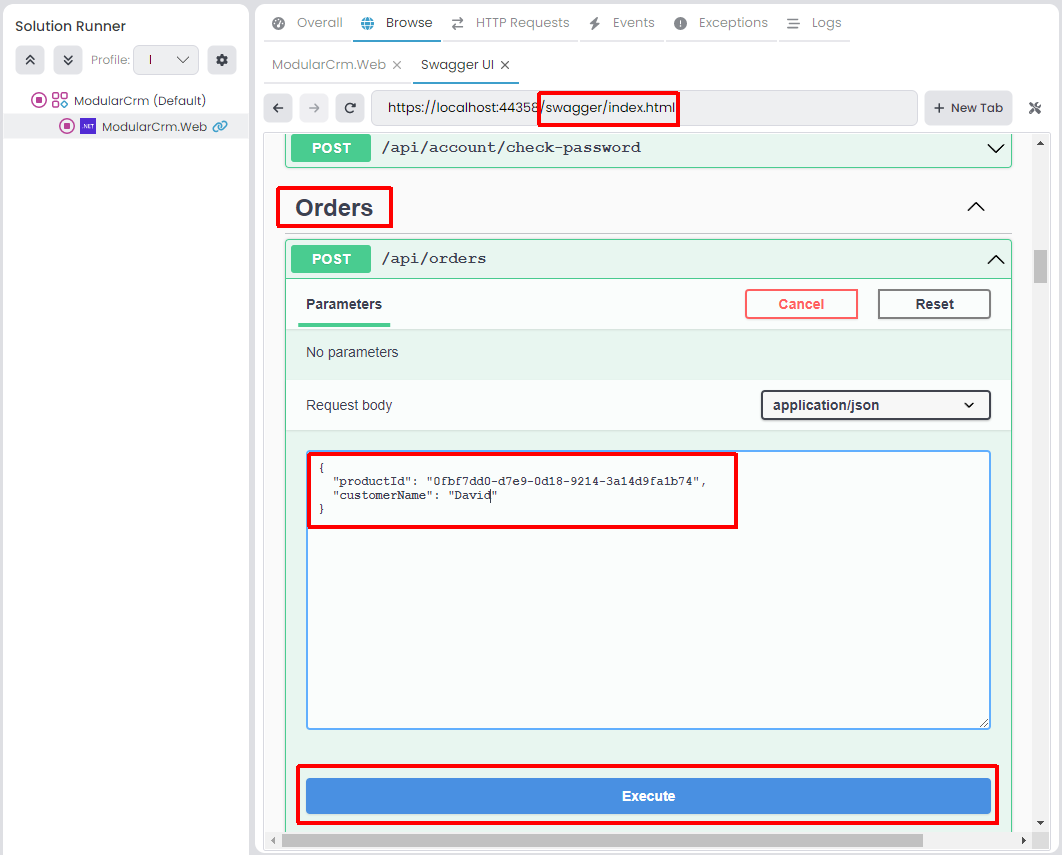 Solution Runner
Profile: I
ModularCrm (Default)
.NET ModularCrm.Web
Overall Browse HTTP Requests Events Exceptions Logs
ModularCrm.Web Swagger UI
https://localhost:44358/swagger/index.html
+ New Tab
POST /api/account/check-password
Orders
POST /api/orders
Parameters
Cancel
Reset
No parameters
Request body
application/json
{
"productId": "0fbf7dd0-d7e9-0d18-9214-3a14d9fa1b74",
"customerName": "David"
}
Execute